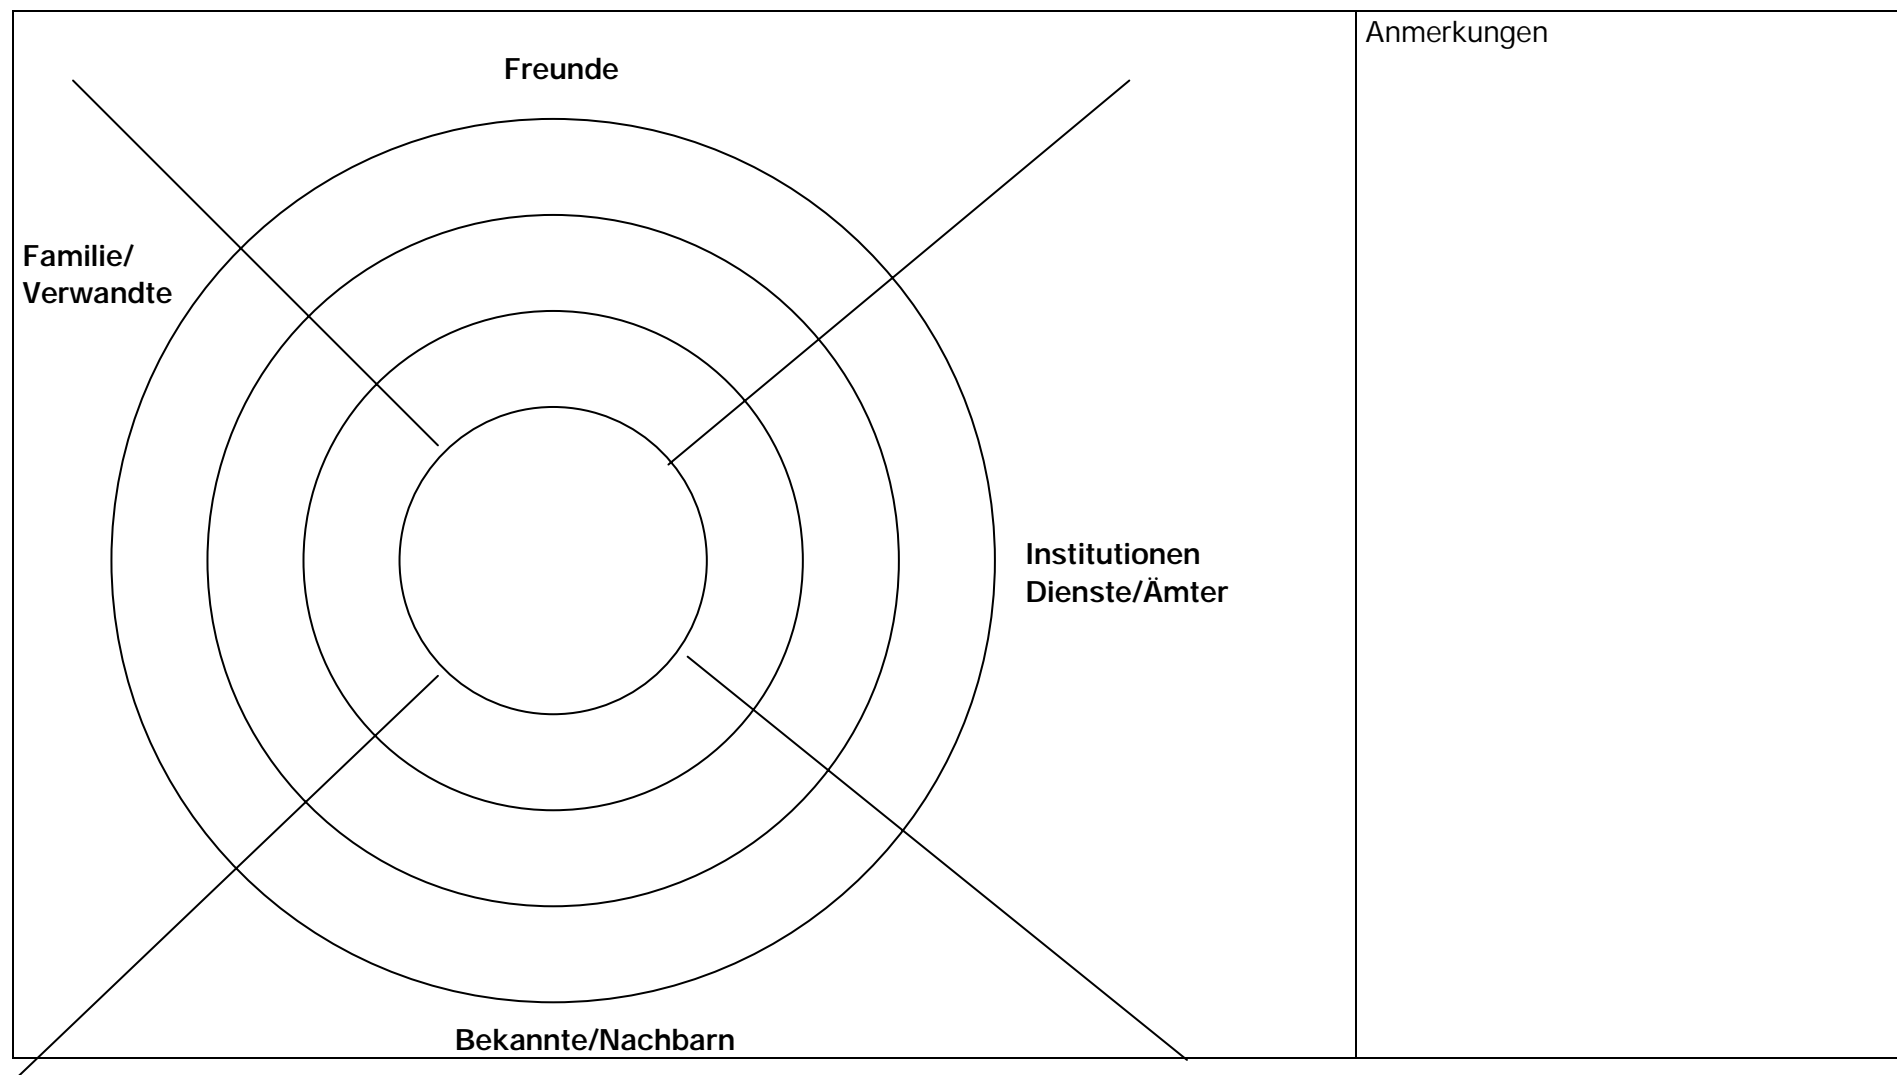 Anmerkungen
Freunde
Familie/
Verwandte
Institutionen
Dienste/Ämter
Bekannte/Nachbarn